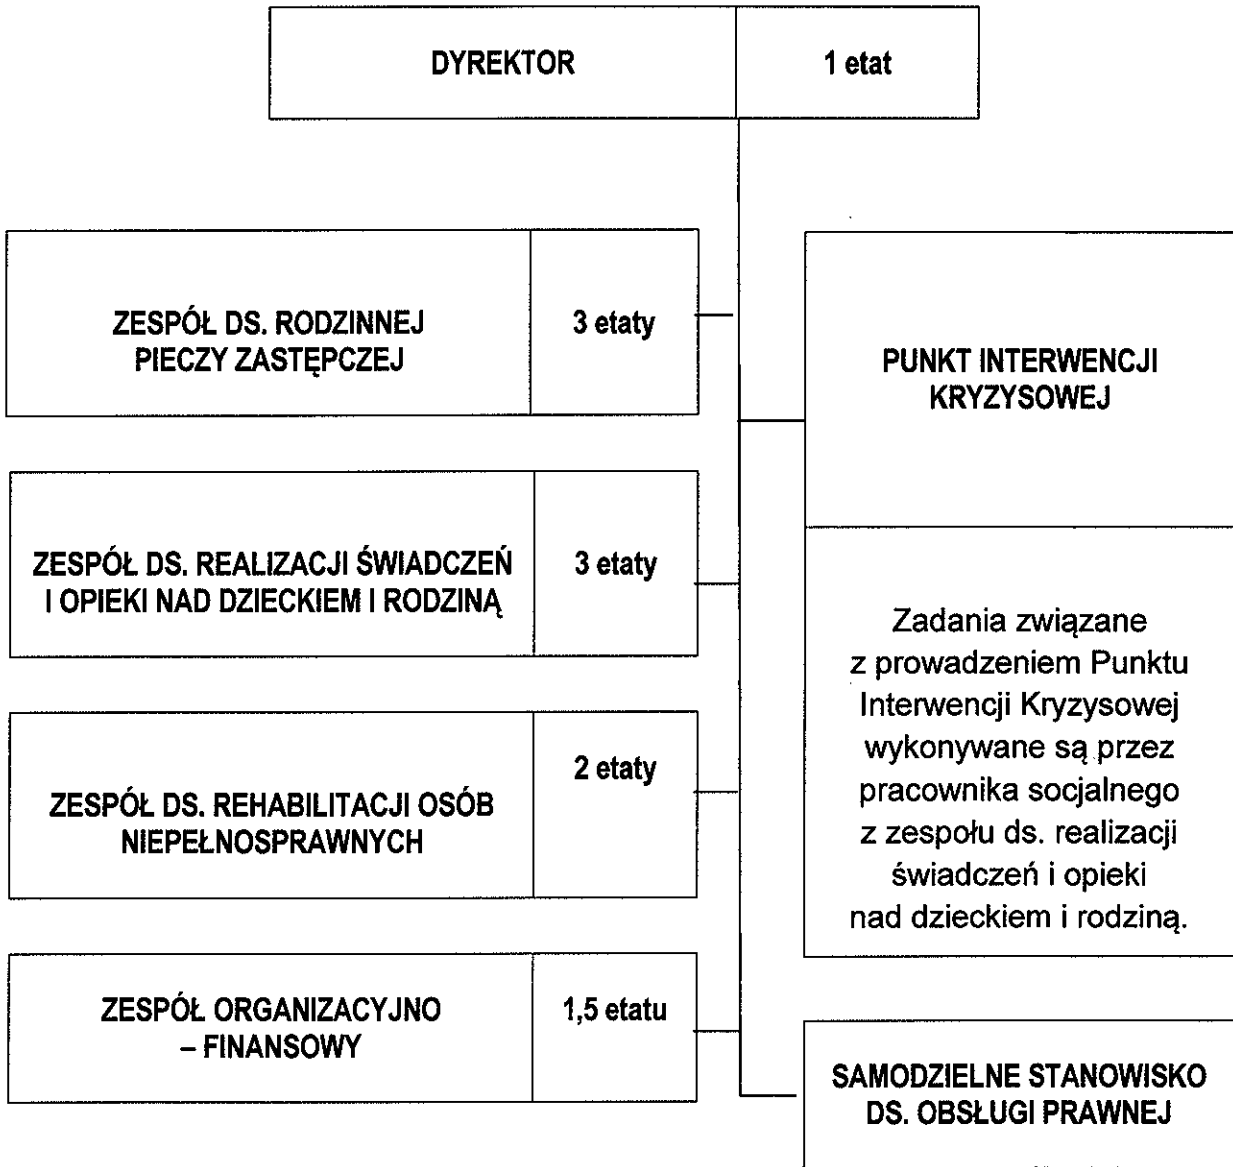 DYREKTOR
1 etat
ZESPÓŁ DS. RODZINNEJ
PIECZY ZASTĘPCZEJ
3 etaty
ZESPÓŁ DS. REALIZACJI ŚWIADCZEŃ
I OPIEKI NAD DZIECKIEM I RODZINĄ
3 etaty
ZESPÓŁ DS. REHABILITACJI OSÓB
NIEPEŁNOSPRAWNYCH
2 etaty
ZESPÓŁ ORGANIZACYJNO
– FINANSOWY
1,5 etatu
PUNKT INTERWENCJI
KRYZYSOWEJ
Zadania związane
z prowadzeniem Punktu
Interwencji Kryzysowej
wykonywane są przez
pracownika socjalnego
z zespołu ds. realizacji
świadczeń i opieki
nad dzieckiem i rodziną.
SAMODZIELNE STANOWISKO
DS. OBSŁUGI PRAWNEJ